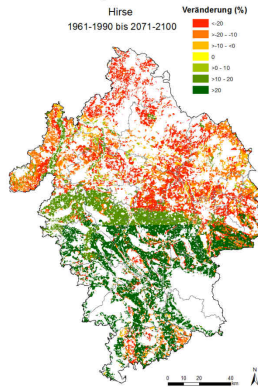 Hirse
1961-1990 bis 2071-2100
Veränderung (%)
<-20
>-20 - -10
>-10 - <0
0
>0 - 10
>10 - 20
>20
0 10 20 40
km
N